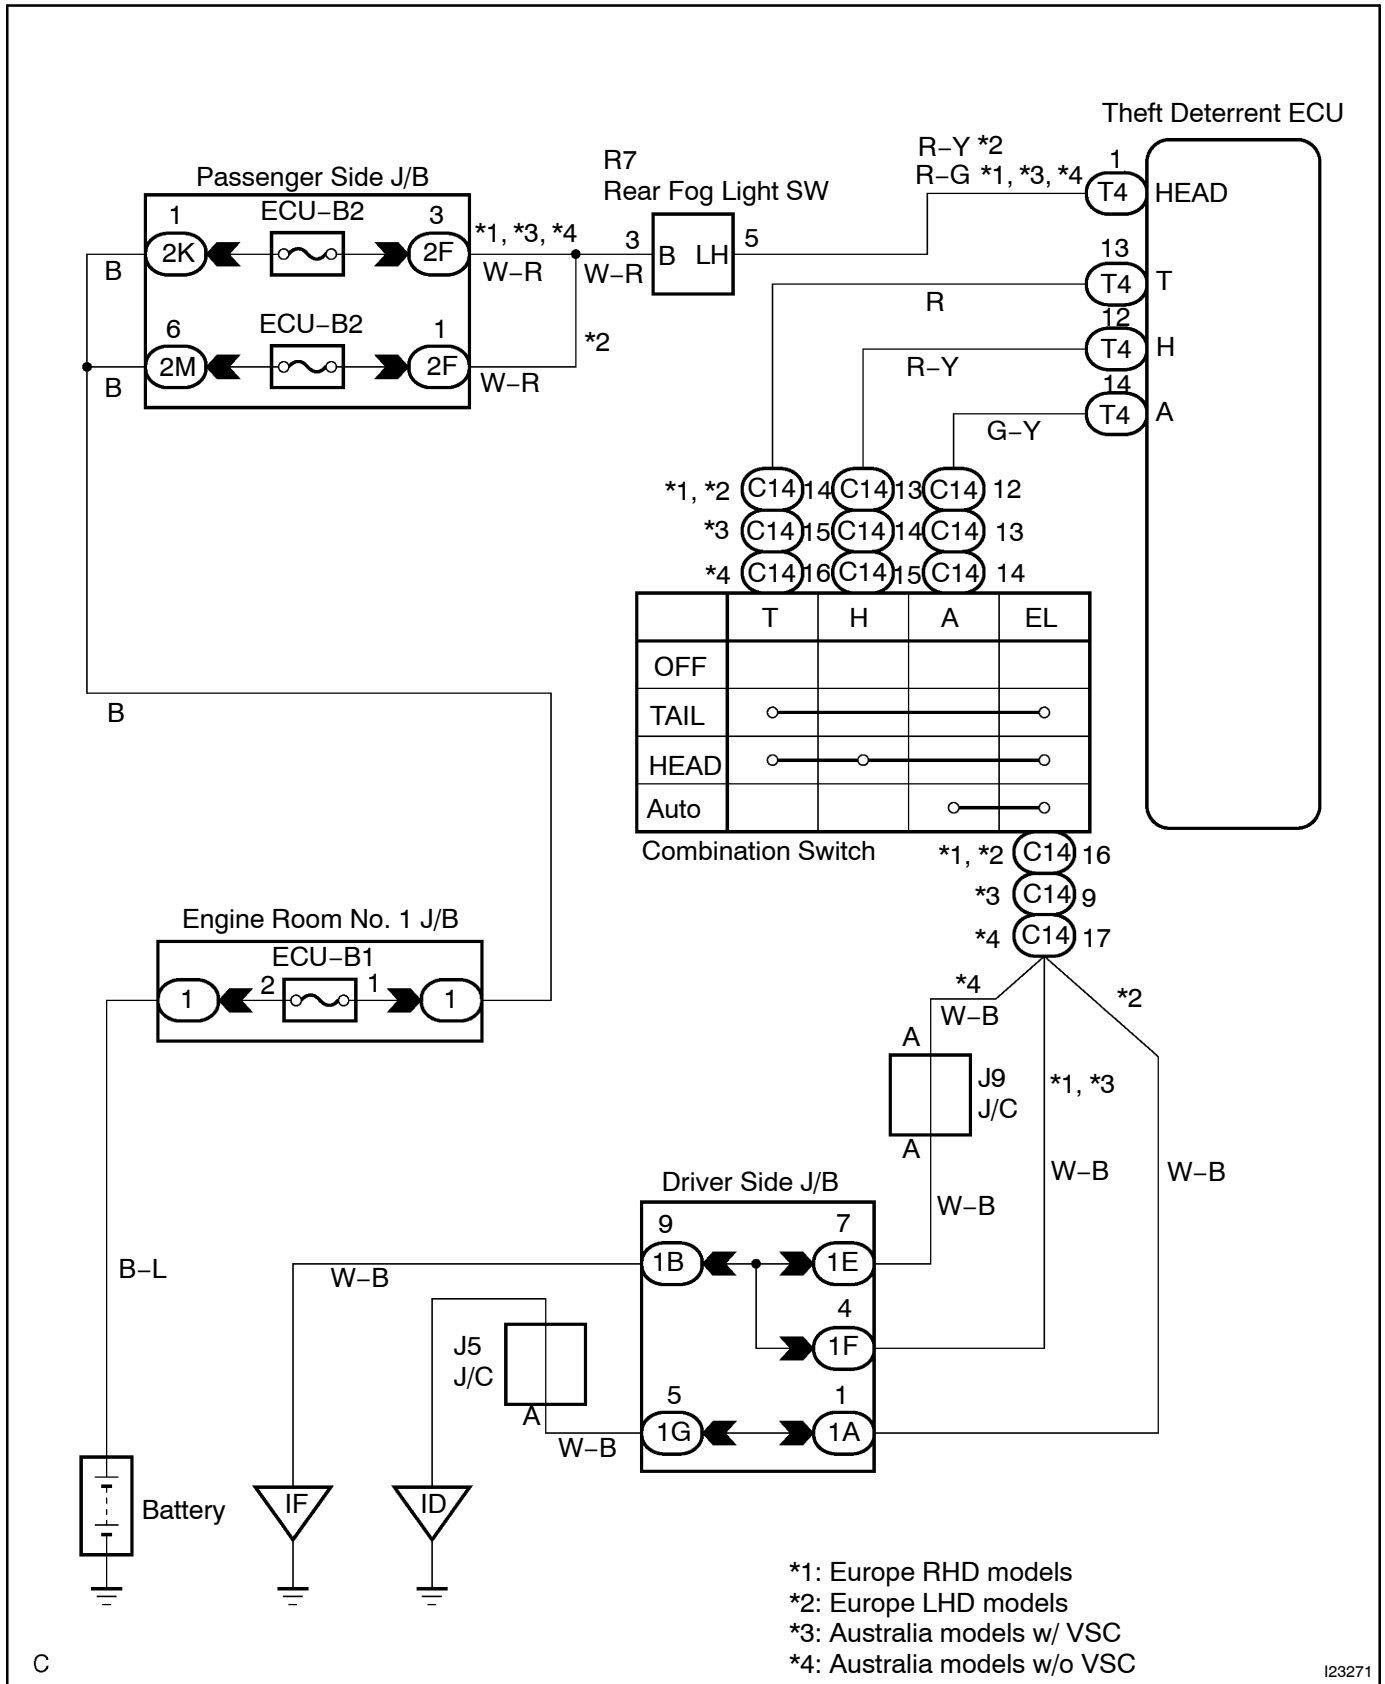 Theft Deterrent ECU
R–Y *2
R–G *1, *3, *4
1
T4
HEAD
R7
Rear Fog Light SW
3
B
LH
5
Passenger Side J/B
1
ECU–B2
3
2K
2F
*1, *3, *4
B
W–R
W–R
6
ECU–B2
1
2M
2F
*2
B
W–R
13
T4
T
R
12
T4
H
R–Y
14
T4
A
G–Y
*1, *2
C14
14
C14
13
C14
12
*3
C14
15
C14
14
C14
13
*4
C14
16
C14
15
C14
14
T
H
A
EL
OFF
TAIL
HEAD
Auto
Combination Switch
*1, *2
C14
16
*3
C14
9
*4
C14
17
B
Engine Room No. 1 J/B
ECU–B1
1
2
1
1
*4
W–B
*2
A
J9
J/C
A
*1, *3
W–B
W–B
W–B
Driver Side J/B
9
7
1B
1E
4
1F
5
1
1G
1A
B–L
W–B
J5
J/C
A
W–B
Battery
IF
ID
*1: Europe RHD models
*2: Europe LHD models
*3: Australia models w/ VSC
*4: Australia models w/o VSC
C
I23271